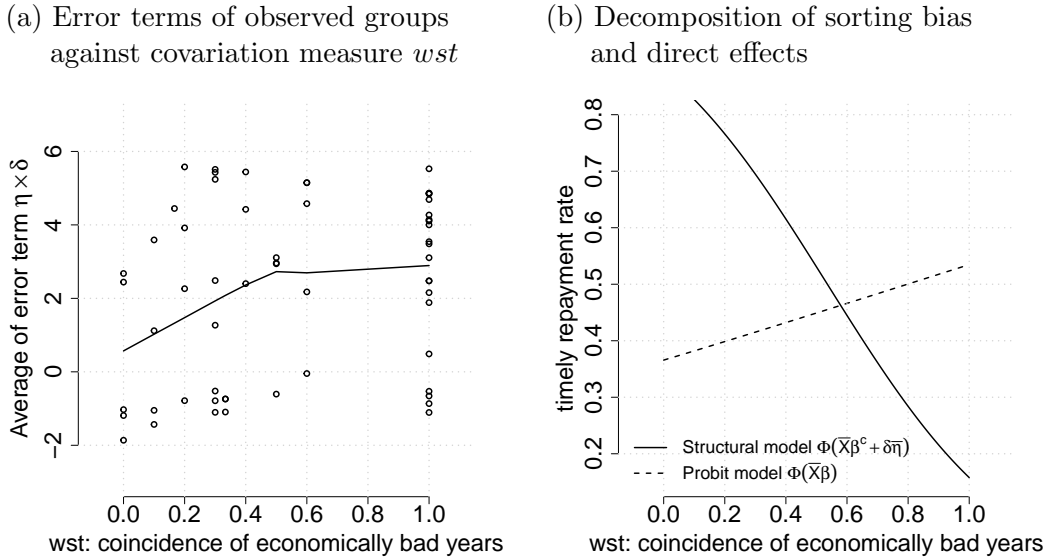 (a) Error terms of observed groups
against covariation measure wst
Average of error term η × δ
6
4
2
0
−2
0.0 0.2 0.4 0.6 0.8 1.0
wst: coincidence of economically bad years
(b) Decomposition of sorting bias
and direct effects
timely repayment rate
0.8
0.7
0.6
0.5
0.4
0.3
0.2
Structural model Φ(X̅βᶜ + δη̅)
Probit model Φ(X̅β)
0.0 0.2 0.4 0.6 0.8 1.0
wst: coincidence of economically bad years